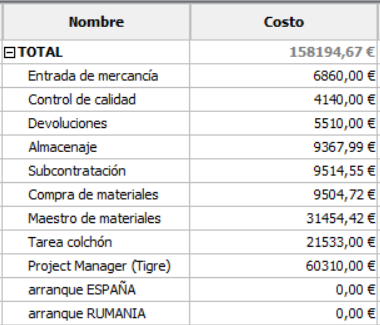 Nombre Costo
TOTAL 158194,67 €
Entrada de mercancía 6860,00 €
Control de calidad 4140,00 €
Devoluciones 5510,00 €
Almacenaje 9367,99 €
Subcontratación 9514,55 €
Compra de materiales 9504,72 €
Maestro de materiales 31454,42 €
Tarea colchón 21533,00 €
Project Manager (Tigre) 60310,00 €
arranque ESPAÑA 0,00 €
arranque RUMANIA 0,00 €